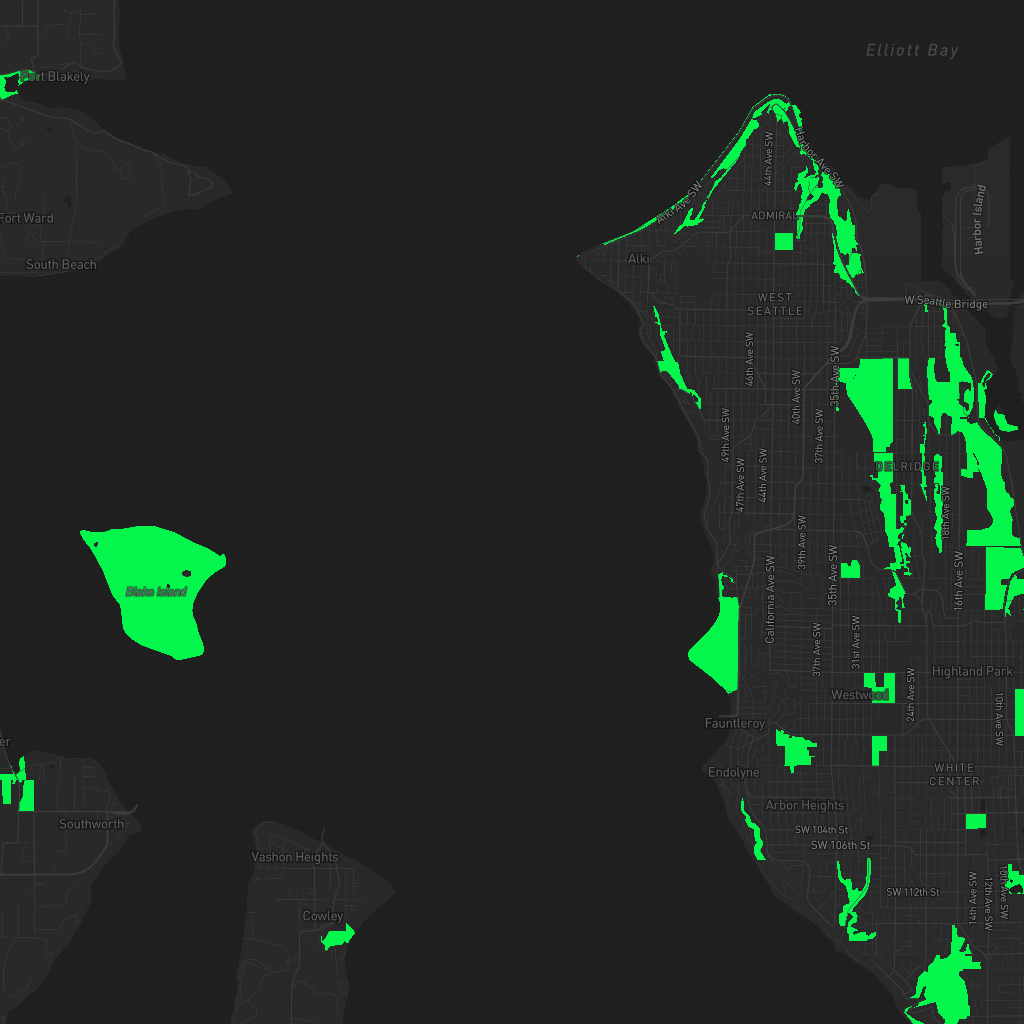 Elliott Bay
Port Blakely
Harbor Ave SW
44th Ave SW
Alki Ave SW
ADMIRAL
Harbor Island
Fort Ward
South Beach
Alki
WEST
SEATTLE
W Seattle Bridge
46th Ave SW
35th Ave SW
40th Ave SW
49th Ave SW
37th Ave SW
47th Ave SW
44th Ave SW
DELRIDGE
18th Ave SW
39th Ave SW
35th Ave SW
16th Ave SW
California Ave SW
Blake Island
37th Ave SW
31st Ave SW
24th Ave SW
Highland Park
Westwood
10th Ave SW
Fauntleroy
er
Endolyne
WHITE
CENTER
Arbor Heights
Southworth
SW 104th St
SW 106th St
Vashon Heights
SW 112th St
14th Ave SW
12th Ave SW
10th Ave SW
Cowley